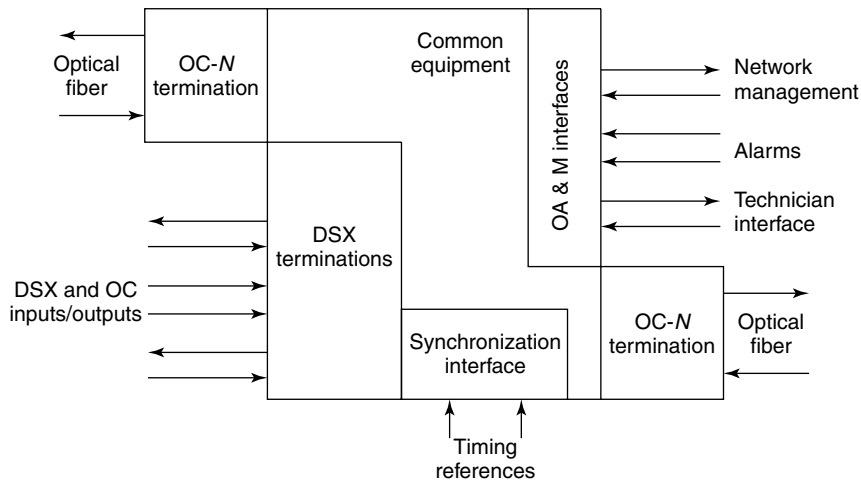 OC-N
termination
Optical
fiber
Common
equipment
OA & M interfaces
Network
management
Alarms
Technician
interface
DSX
terminations
DSX and OC
inputs/outputs
Synchronization
interface
OC-N
termination
Optical
fiber
Timing
references